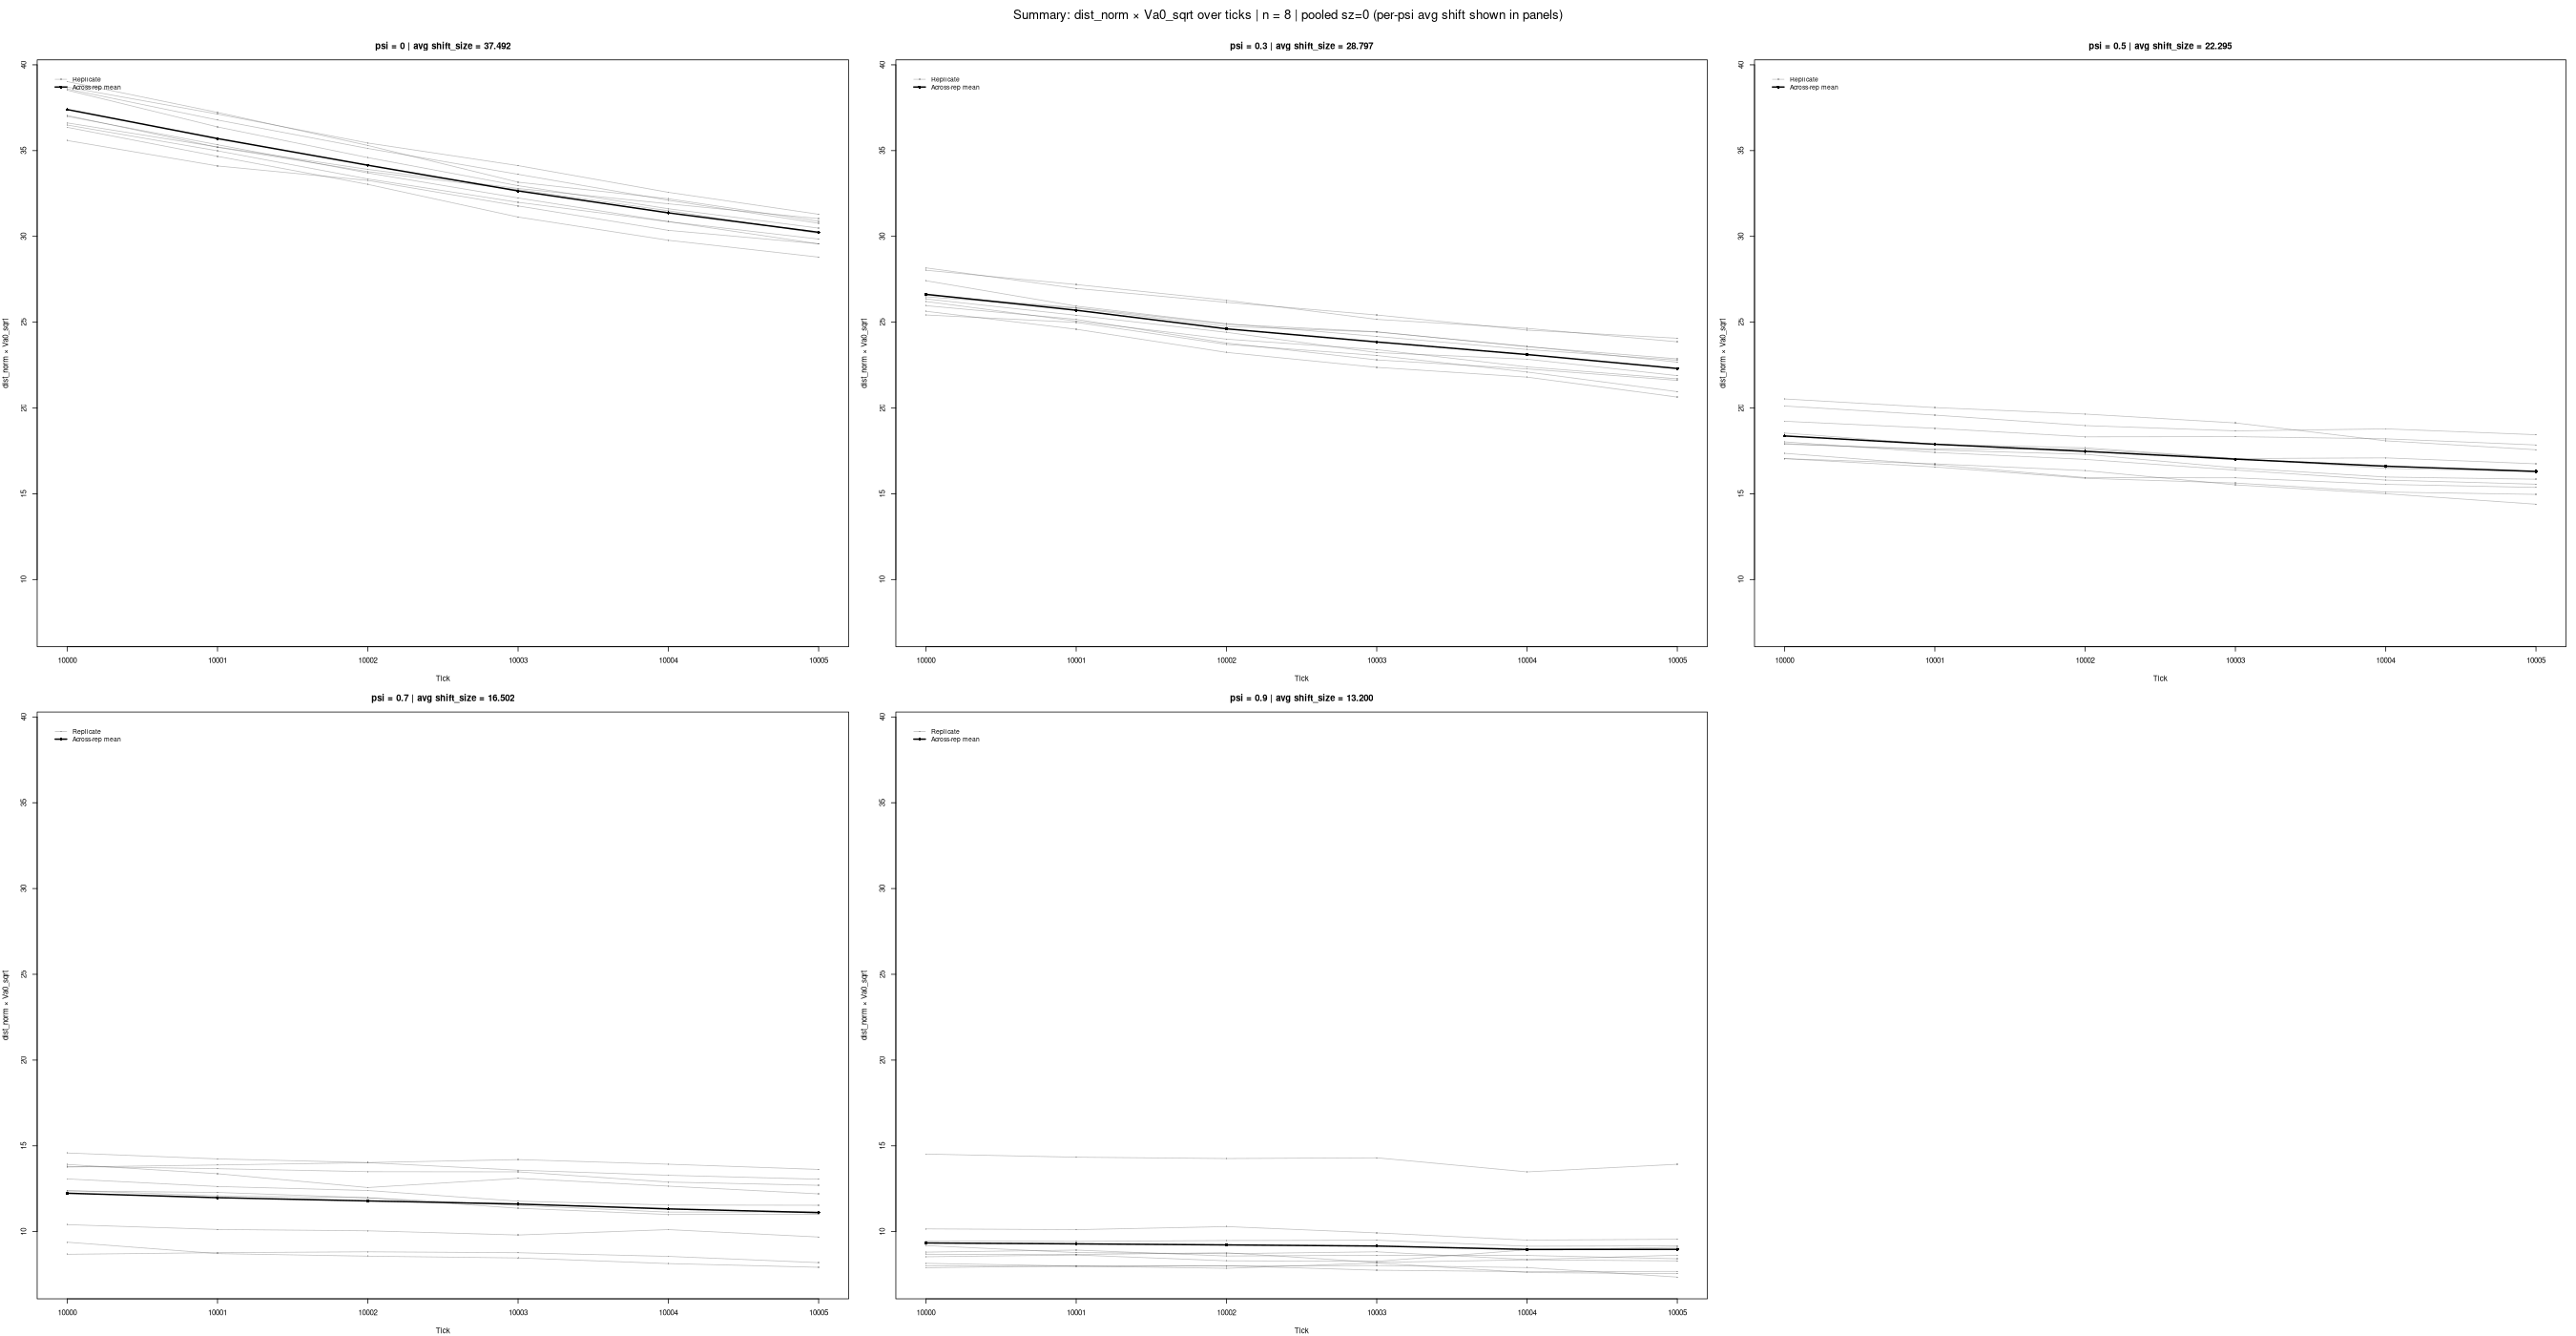 Summary: dist_norm × Va0_sqrt over ticks | n = 8 | pooled sz=0 (per-psi avg shift shown in panels)
psi = 0 | avg shift_size = 37.492
Replicate
Across-rep mean
40
35
30
25
20
15
10
dist_norm × Va0_sqrt
10000 10001 10002 10003 10004 10005
Tick
psi = 0.3 | avg shift_size = 28.797
Replicate
Across-rep mean
40
35
30
25
20
15
10
dist_norm × Va0_sqrt
10000 10001 10002 10003 10004 10005
Tick
psi = 0.5 | avg shift_size = 22.295
Replicate
Across-rep mean
40
35
30
25
20
15
10
dist_norm × Va0_sqrt
10000 10001 10002 10003 10004 10005
Tick
psi = 0.7 | avg shift_size = 16.502
Replicate
Across-rep mean
40
35
30
25
20
15
10
dist_norm × Va0_sqrt
10000 10001 10002 10003 10004 10005
Tick
psi = 0.9 | avg shift_size = 13.200
Replicate
Across-rep mean
40
35
30
25
20
15
10
dist_norm × Va0_sqrt
10000 10001 10002 10003 10004 10005
Tick